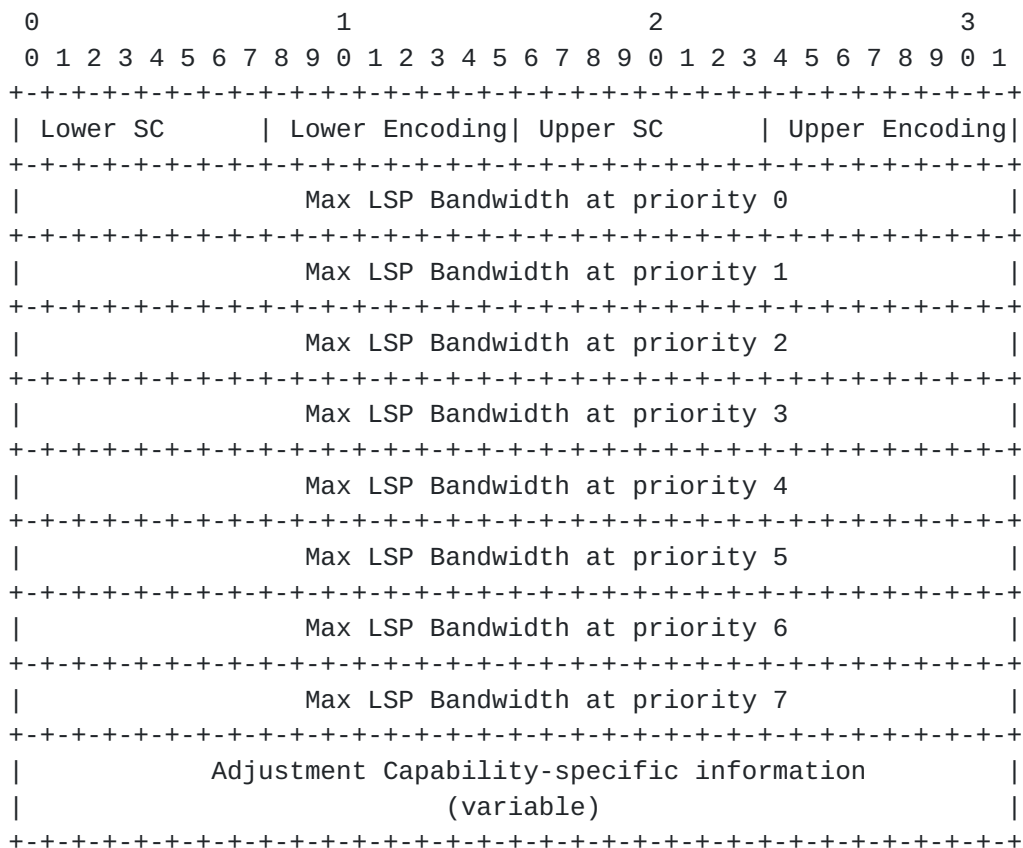 0                   1                   2                   3
 0 1 2 3 4 5 6 7 8 9 0 1 2 3 4 5 6 7 8 9 0 1 2 3 4 5 6 7 8 9 0 1
+-+-+-+-+-+-+-+-+-+-+-+-+-+-+-+-+-+-+-+-+-+-+-+-+-+-+-+-+-+-+-+-+
| Lower SC      | Lower Encoding| Upper SC      | Upper Encoding|
+-+-+-+-+-+-+-+-+-+-+-+-+-+-+-+-+-+-+-+-+-+-+-+-+-+-+-+-+-+-+-+-+
|                  Max LSP Bandwidth at priority 0              |
+-+-+-+-+-+-+-+-+-+-+-+-+-+-+-+-+-+-+-+-+-+-+-+-+-+-+-+-+-+-+-+-+
|                  Max LSP Bandwidth at priority 1              |
+-+-+-+-+-+-+-+-+-+-+-+-+-+-+-+-+-+-+-+-+-+-+-+-+-+-+-+-+-+-+-+-+
|                  Max LSP Bandwidth at priority 2              |
+-+-+-+-+-+-+-+-+-+-+-+-+-+-+-+-+-+-+-+-+-+-+-+-+-+-+-+-+-+-+-+-+
|                  Max LSP Bandwidth at priority 3              |
+-+-+-+-+-+-+-+-+-+-+-+-+-+-+-+-+-+-+-+-+-+-+-+-+-+-+-+-+-+-+-+-+
|                  Max LSP Bandwidth at priority 4              |
+-+-+-+-+-+-+-+-+-+-+-+-+-+-+-+-+-+-+-+-+-+-+-+-+-+-+-+-+-+-+-+-+
|                  Max LSP Bandwidth at priority 5              |
+-+-+-+-+-+-+-+-+-+-+-+-+-+-+-+-+-+-+-+-+-+-+-+-+-+-+-+-+-+-+-+-+
|                  Max LSP Bandwidth at priority 6              |
+-+-+-+-+-+-+-+-+-+-+-+-+-+-+-+-+-+-+-+-+-+-+-+-+-+-+-+-+-+-+-+-+
|                  Max LSP Bandwidth at priority 7              |
+-+-+-+-+-+-+-+-+-+-+-+-+-+-+-+-+-+-+-+-+-+-+-+-+-+-+-+-+-+-+-+-+
|            Adjustment Capability-specific information         |
|                           (variable)                          |
+-+-+-+-+-+-+-+-+-+-+-+-+-+-+-+-+-+-+-+-+-+-+-+-+-+-+-+-+-+-+-+-+